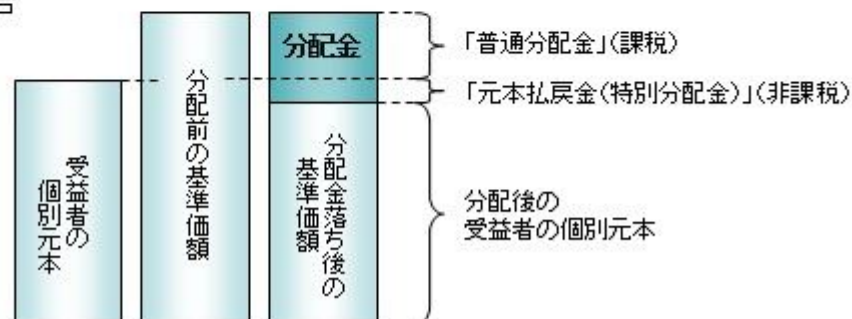 分配金
「普通分配金」(課税)
「元本払戻金(特別分配金)」(非課税)
受益者の
個別元本
分配前の基準価額
分配金落ち後の
基準価額
分配後の
受益者の個別元本